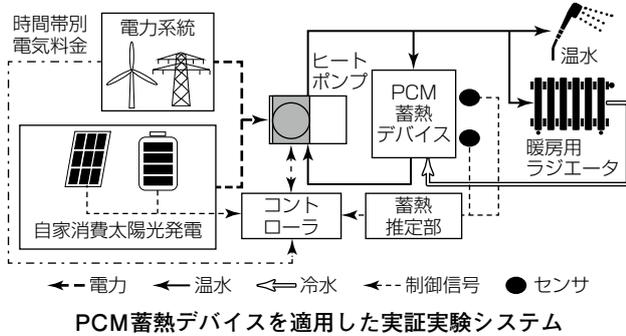 時間帯別
電気料金
電力系統
ヒート
ポンプ
PCM
蓄熱
デバイス
温水
暖房用
ラジエータ
自家消費太陽光発電
コント
ローラ
蓄熱
推定部
電力
温水
冷水
制御信号
センサ
PCM蓄熱デバイスを適用した実証実験システム